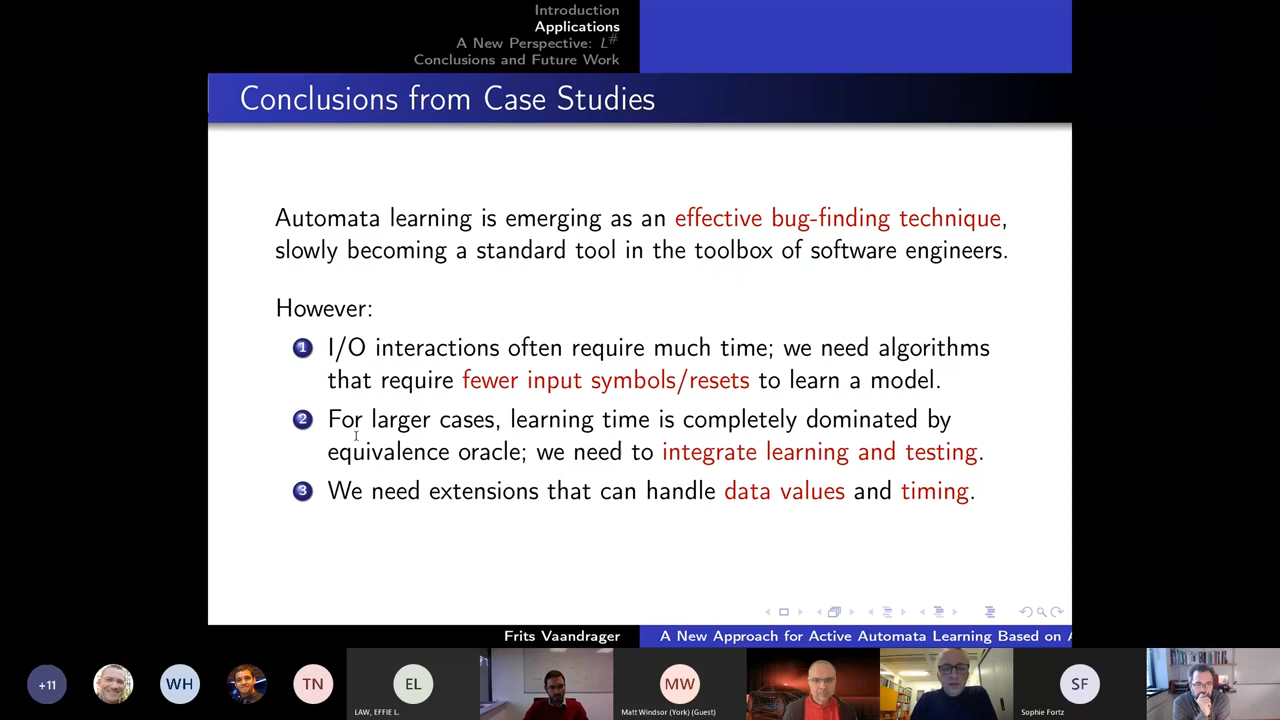 Introduction
Applications
A New Perspective: L#
Conclusions and Future Work
Conclusions from Case Studies
Automata learning is emerging as an effective bug-finding technique,
slowly becoming a standard tool in the toolbox of software engineers.
However:
1 I/O interactions often require much time; we need algorithms
that require fewer input symbols/resets to learn a model.
2 For larger cases, learning time is completely dominated by
equivalence oracle; we need to integrate learning and testing.
3 We need extensions that can handle data values and timing.
Frits Vaandrager
A New Approach for Active Automata Learning Based on A
+11
WH
TN
EL
LAW, EFFIE L.
MW
Matt Windsor (York) (Guest)
SF
Sophie Fortz